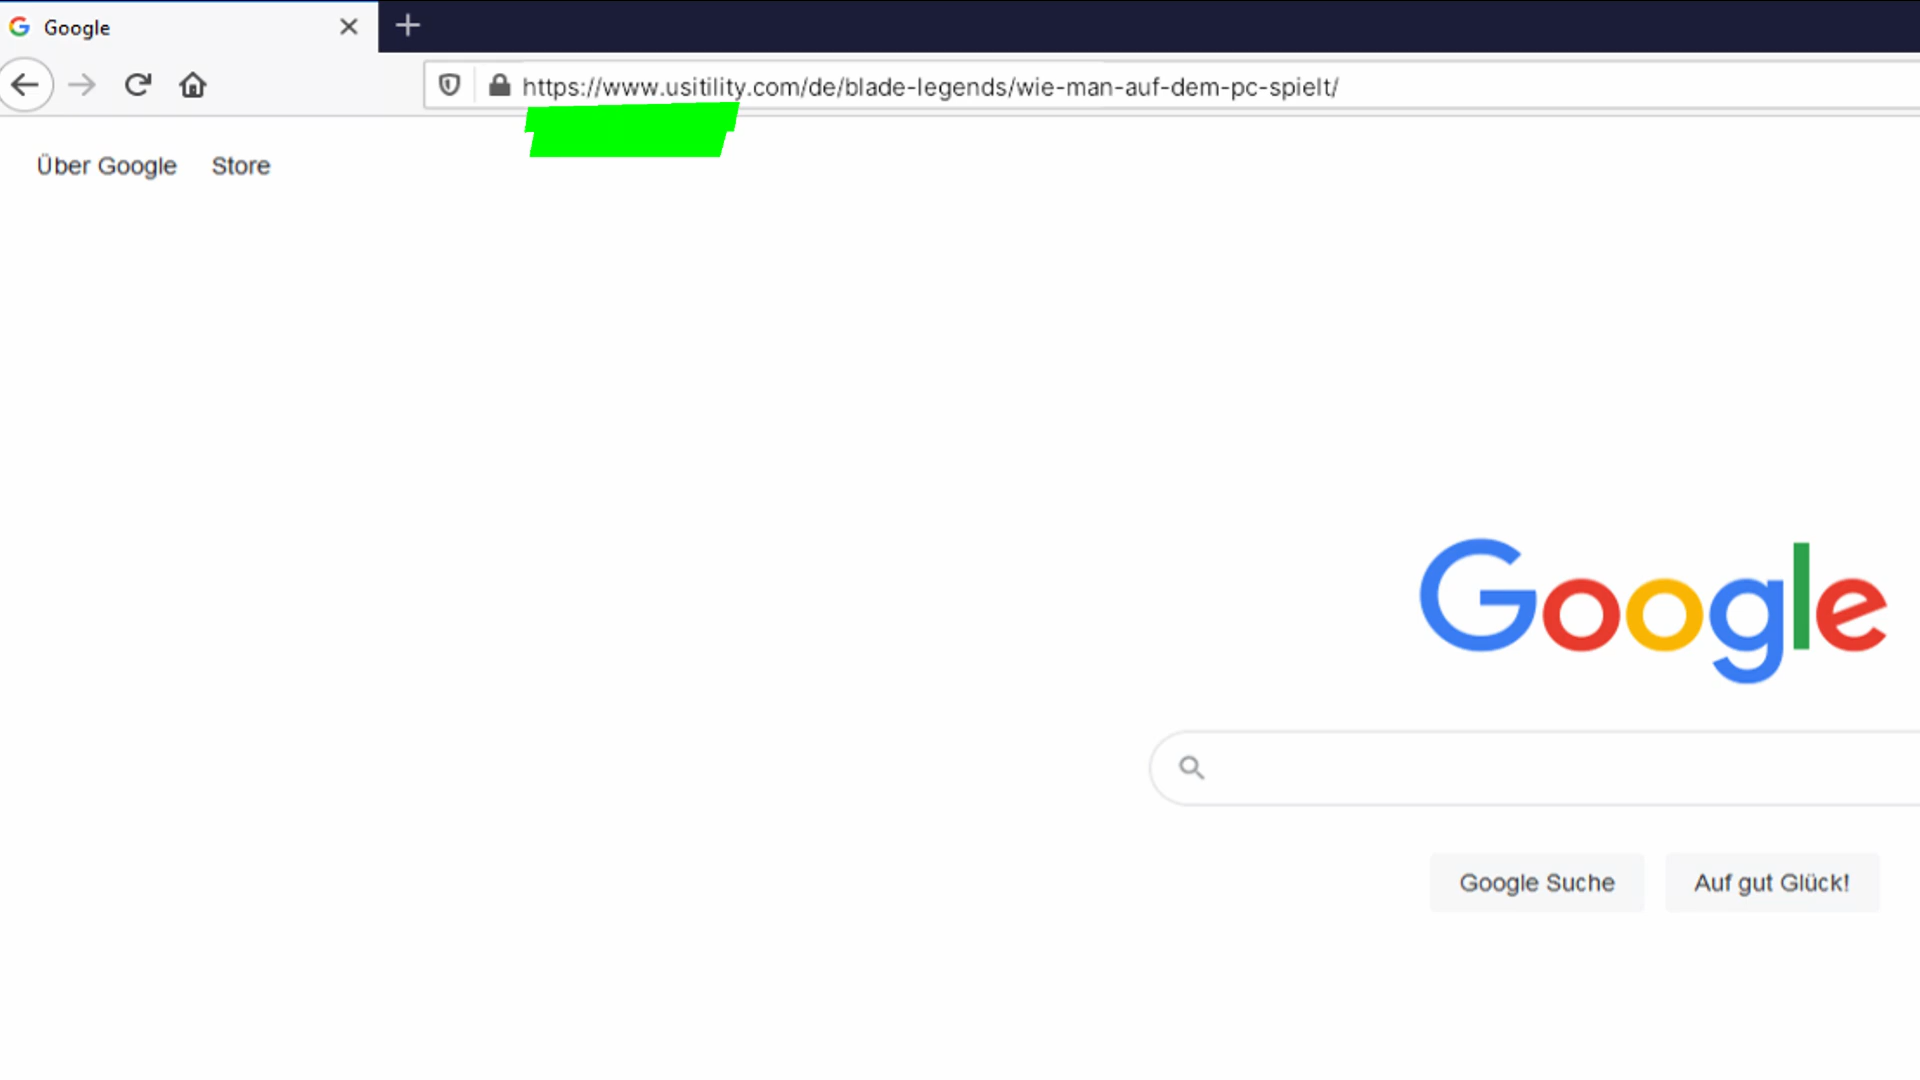 Google
https://www.usitility.com/de/blade-legends/wie-man-auf-dem-pc-spielt/
Über Google Store
Google
Google Suche Auf gut Glück!